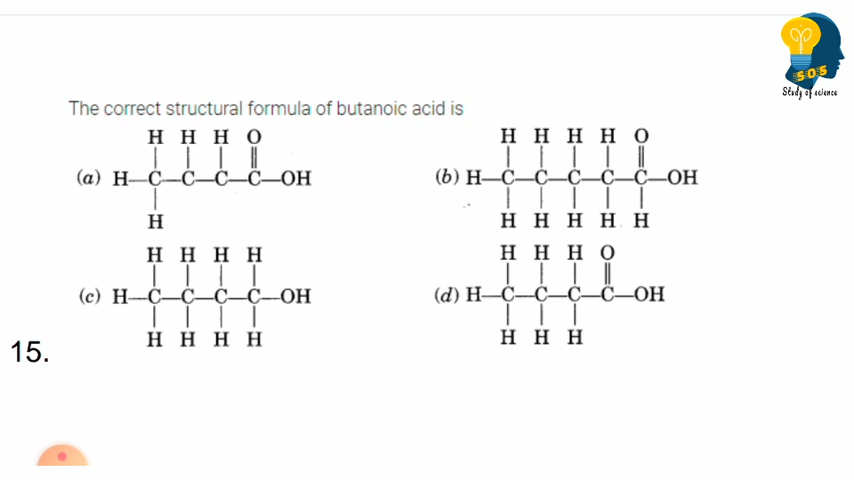 S.O.S
Study of science
The correct structural formula of butanoic acid is
H H H O
(a) H—C—C—C—C—OH
H
H H H H O
(b) H—C—C—C—C—C—OH
H H H H H
H H H H
(c) H—C—C—C—C—OH
H H H H
H H H O
(d) H—C—C—C—C—OH
H H H
15.